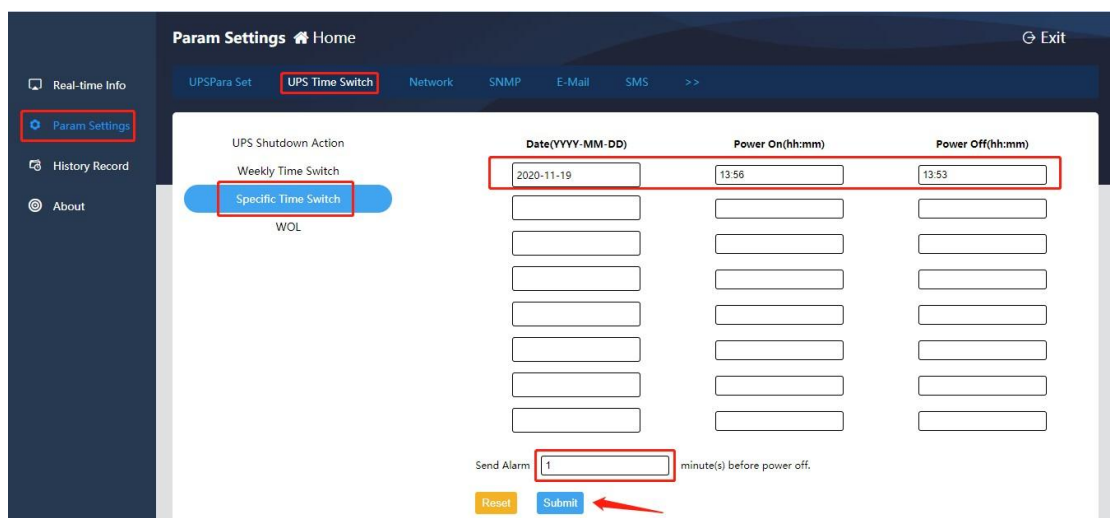 Param Settings Home
Exit
Real-time Info
Param Settings
History Record
About
UPSPara Set UPS Time Switch Network SNMP E-Mail SMS >>
UPS Shutdown Action
Weekly Time Switch
Specific Time Switch
WOL
Date(YYYY-MM-DD) Power On(hh:mm) Power Off(hh:mm)
2020-11-19 13:56 13:53
Send Alarm 1 minute(s) before power off.
Reset Submit